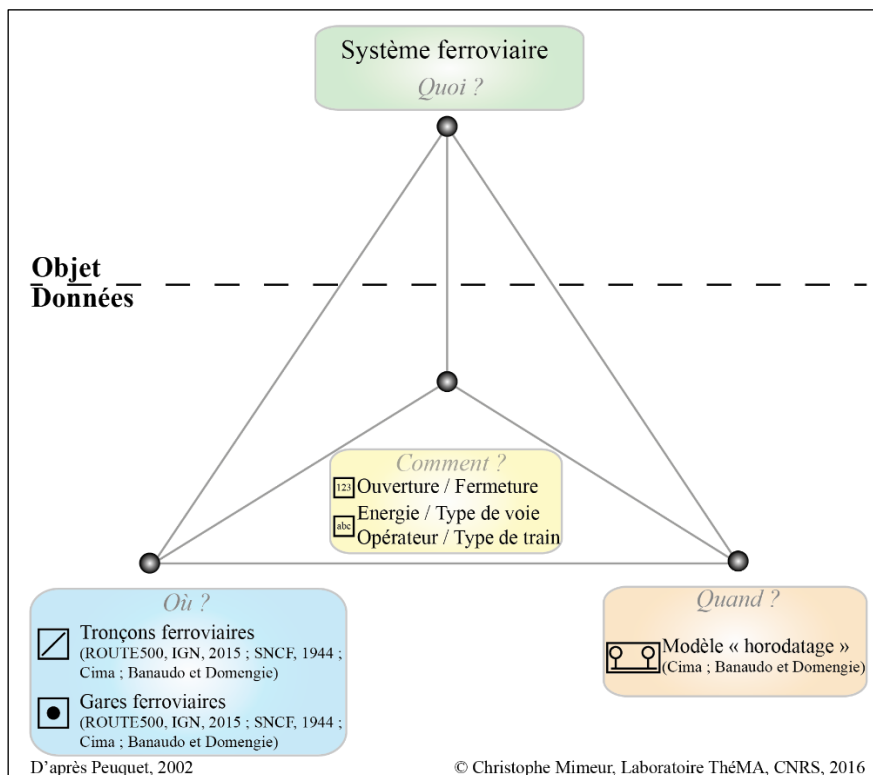 Système ferroviaire
Quoi ?
Objet
Données
Comment ?
123 Ouverture / Fermeture
abc Energie / Type de voie
Opérateur / Type de train
Où ?
Tronçons ferroviaires
(ROUTE500, IGN, 2015 ; SNCF, 1944 ;
Cima ; Banaudo et Domengie)
Gares ferroviaires
(ROUTE500, IGN, 2015 ; SNCF, 1944 ;
Cima ; Banaudo et Domengie)
Quand ?
Modèle « horodatage »
(Cima ; Banaudo et Domengie)
D'après Peuquet, 2002
© Christophe Mimeur, Laboratoire ThéMA, CNRS, 2016